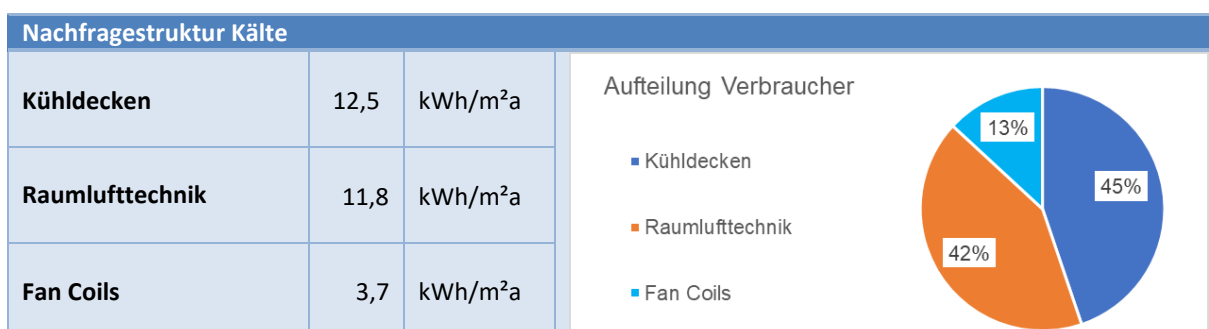 Nachfragestruktur Kälte
Kühldecken 12,5 kWh/m²a
Raumlufttechnik 11,8 kWh/m²a
Fan Coils 3,7 kWh/m²a
Aufteilung Verbraucher
Kühldecken
Raumlufttechnik
Fan Coils
13%
45%
42%